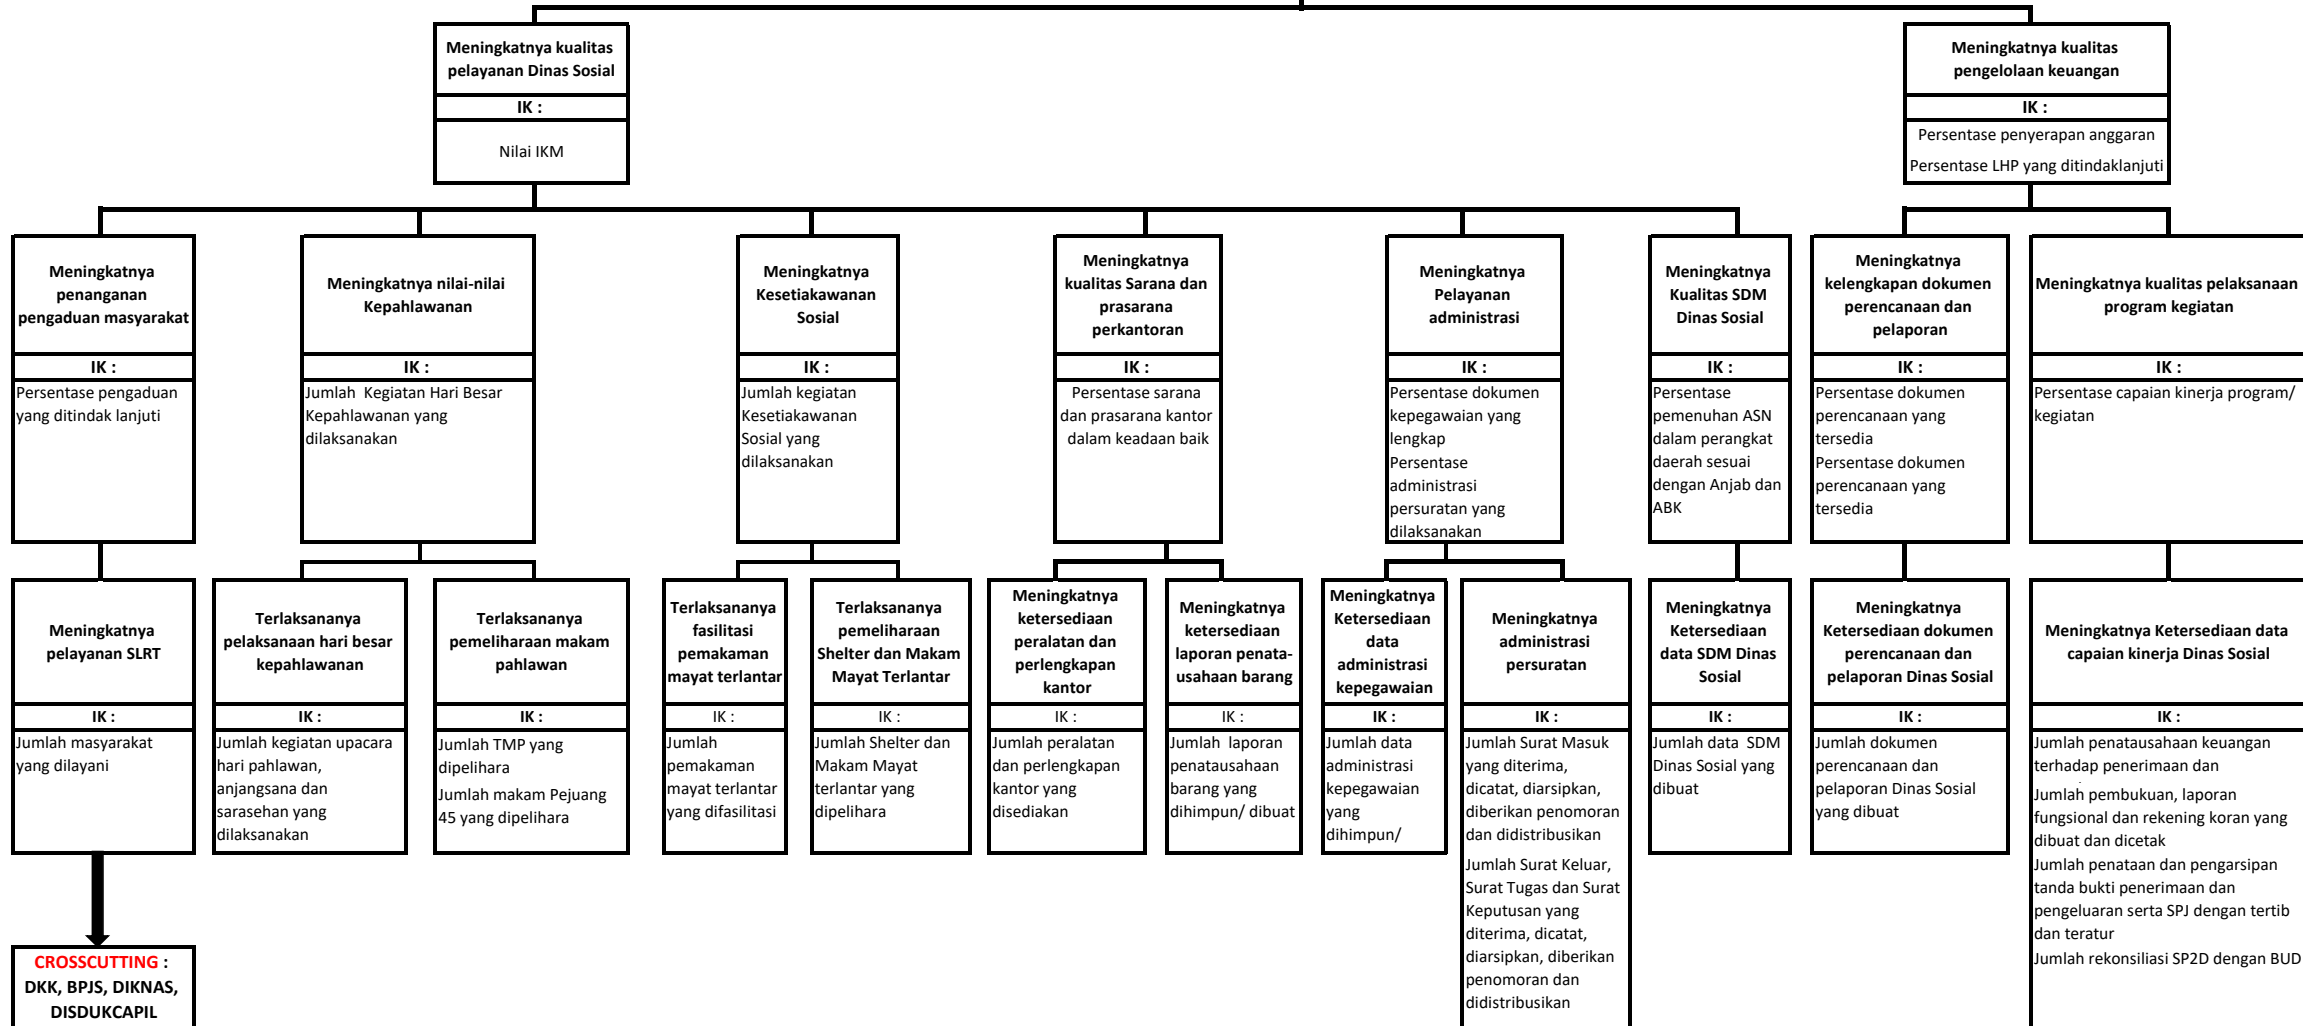 Meningkatnya kualitas
pelayanan Dinas Sosial
IK :
Nilai IKM
Meningkatnya kualitas
pengelolaan keuangan
IK :
Persentase penyerapan anggaran
Persentase LHP yang ditindaklanjuti
Meningkatnya
penanganan
pengaduan masyarakat
IK :
Persentase pengaduan
yang ditindak lanjuti
Meningkatnya nilai-nilai
Kepahlawanan
IK :
Jumlah Kegiatan Hari Besar
Kepahlawanan yang
dilaksanakan
Meningkatnya
Kesetiakawanan
Sosial
IK :
Jumlah kegiatan
Kesetiakawanan
Sosial yang
dilaksanakan
Meningkatnya
kualitas Sarana dan
prasarana
perkantoran
IK :
Persentase sarana
dan prasarana kantor
dalam keadaan baik
Meningkatnya
Pelayanan
administrasi
IK :
Persentase dokumen
kepegawaian yang
lengkap
Persentase
administrasi
persuratan yang
dilaksanakan
Meningkatnya
Kualitas SDM
Dinas Sosial
IK :
Persentase
pemenuhan ASN
dalam perangkat
daerah sesuai
dengan Anjab dan
ABK
Meningkatnya
kelengkapan dokumen
perencanaan dan
pelaporan
IK :
Persentase dokumen
perencanaan yang
tersedia
Persentase dokumen
perencanaan yang
tersedia
Meningkatnya kualitas pelaksanaan
program kegiatan
IK :
Persentase capaian kinerja program/
kegiatan
Meningkatnya
pelayanan SLRT
IK :
Jumlah masyarakat
yang dilayani
Terlaksananya
pelaksanaan hari besar
kepahlawanan
IK :
Jumlah kegiatan upacara
hari pahlawan,
anjangsana dan
sarasehan yang
dilaksanakan
Terlaksananya
pemeliharaan makam
pahlawan
IK :
Jumlah TMP yang
dipelihara
Jumlah makam Pejuang
45 yang dipelihara
Terlaksananya
fasilitasi
pemakaman
mayat terlantar
IK :
Jumlah
pemakaman
mayat terlantar
yang difasilitasi
Terlaksananya
pemeliharaan
Shelter dan Makam
Mayat Terlantar
IK :
Jumlah Shelter dan
Makam Mayat
terlantar yang
dipelihara
Meningkatnya
ketersediaan
peralatan dan
perlengkapan
kantor
IK :
Jumlah peralatan
dan perlengkapan
kantor yang
disediakan
Meningkatnya
ketersediaan
laporan penata-
usahaan barang
IK :
Jumlah laporan
penatausahaan
barang yang
dihimpun/ dibuat
Meningkatnya
Ketersediaan
data
administrasi
kepegawaian
IK :
Jumlah data
administrasi
kepegawaian
yang
dihimpun/
Meningkatnya
administrasi
persuratan
IK :
Jumlah Surat Masuk
yang diterima,
dicatat, diarsipkan,
diberikan penomoran
dan didistribusikan
Jumlah Surat Keluar,
Surat Tugas dan Surat
Keputusan yang
diterima, dicatat,
diarsipkan, diberikan
penomoran dan
didistribusikan
Meningkatnya
Ketersediaan
data SDM Dinas
Sosial
IK :
Jumlah data SDM
Dinas Sosial yang
dibuat
Meningkatnya
Ketersediaan dokumen
perencanaan dan
pelaporan Dinas Sosial
IK :
Jumlah dokumen
perencanaan dan
pelaporan Dinas Sosial
yang dibuat
Meningkatnya Ketersediaan data
capaian kinerja Dinas Sosial
IK :
Jumlah penatausahaan keuangan
terhadap penerimaan dan
Jumlah pembukuan, laporan
fungsional dan rekening koran yang
dibuat dan dicetak
Jumlah penataan dan pengarsipan
tanda bukti penerimaan dan
pengeluaran serta SPJ dengan tertib
dan teratur
Jumlah rekonsiliasi SP2D dengan BUD
CROSSCUTTING :
DKK, BPJS, DIKNAS,
DISDUKCAPIL